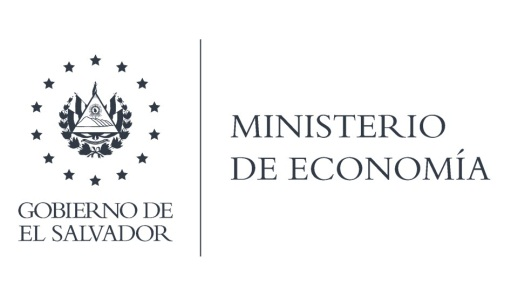 GOBIERNO DE
EL SALVADOR
MINISTERIO
DE ECONOMÍA